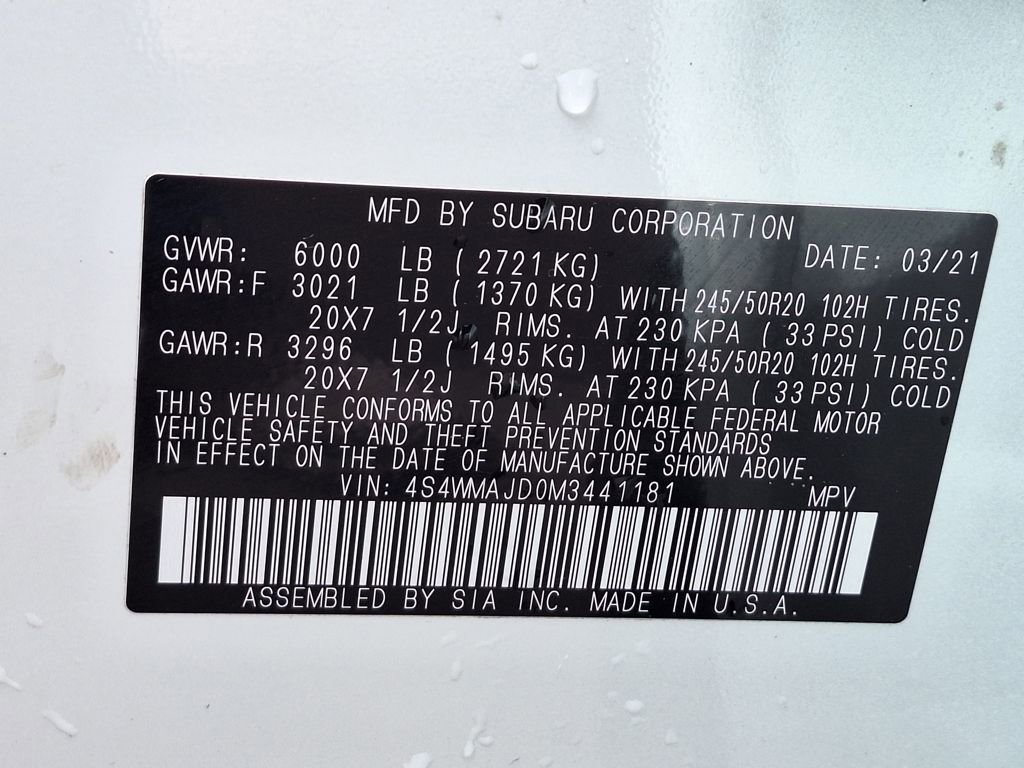 MFD BY SUBARU CORPORATION
GVWR: 6000 LB ( 2721 KG) DATE: 03/21
GAWR:F 3021 LB ( 1370 KG) WITH 245/50R20 102H TIRES.
20X7 1/2J RIMS. AT 230 KPA ( 33 PSI) COLD
GAWR:R 3296 LB ( 1495 KG) WITH 245/50R20 102H TIRES.
20X7 1/2J RIMS. AT 230 KPA ( 33 PSI) COLD
THIS VEHICLE CONFORMS TO ALL APPLICABLE FEDERAL MOTOR
VEHICLE SAFETY AND THEFT PREVENTION STANDARDS
IN EFFECT ON THE DATE OF MANUFACTURE SHOWN ABOVE.
VIN: 4S4WMAJD0M3441181 MPV
ASSEMBLED BY SIA INC. MADE IN U.S.A.